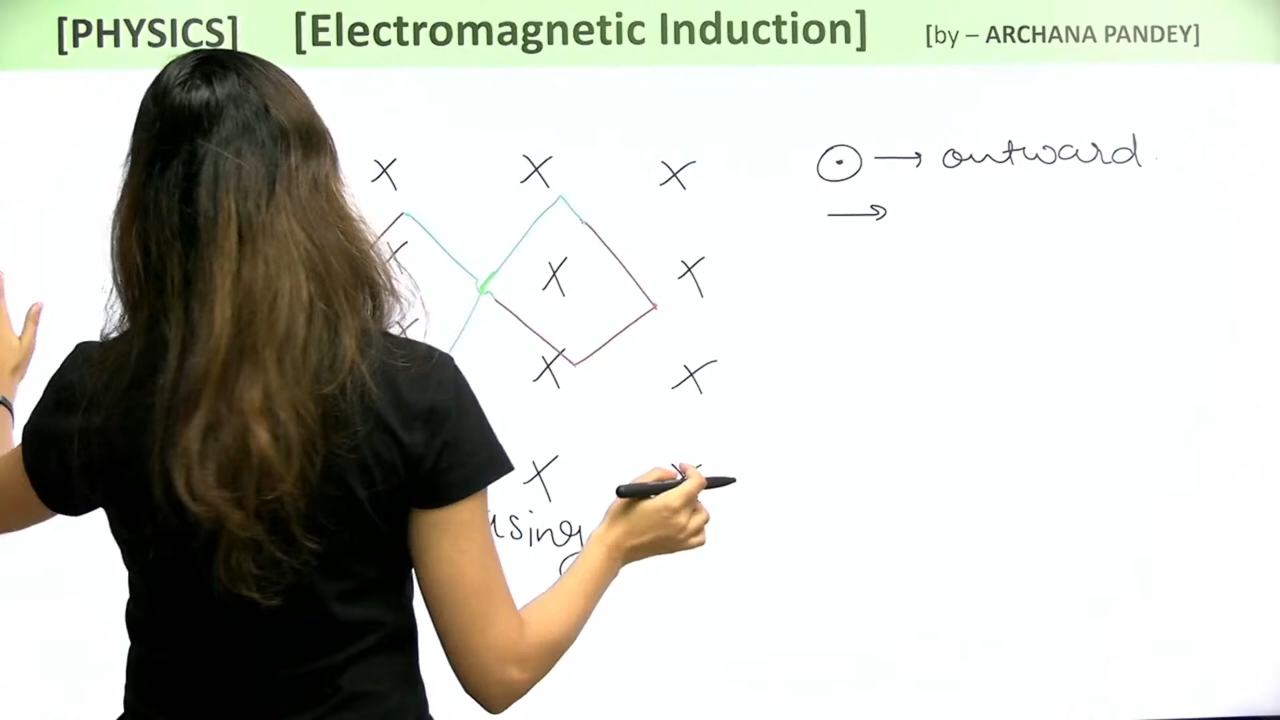 [PHYSICS] [Electromagnetic Induction] [by – ARCHANA PANDEY]
X X X
⊙ → outward.
→
X X X
X X X
X X